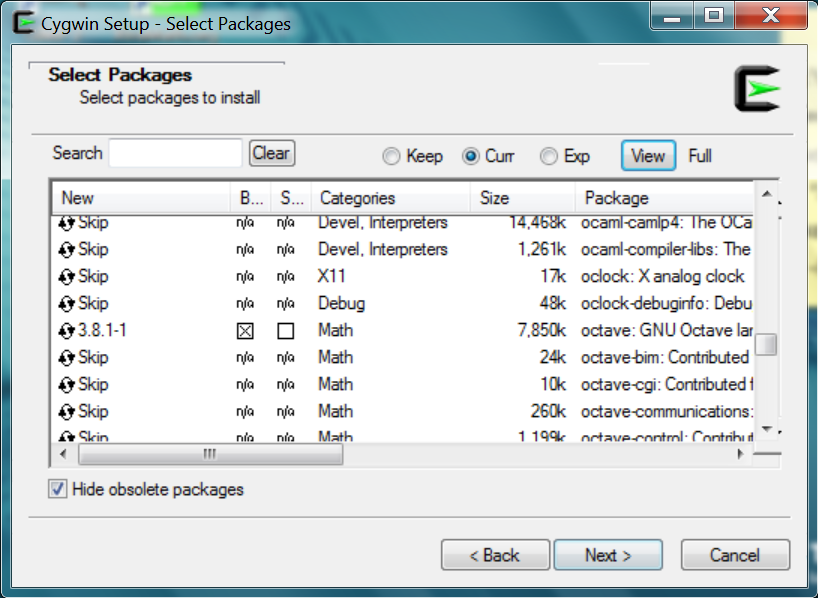 Cygwin Setup - Select Packages
Select Packages
Select packages to install
Search Clear Keep Curr Exp View Full
New B... S... Categories Size Package
Skip n/a n/a Devel, Interpreters 14,468k ocaml-camlp4: The OCa
Skip n/a n/a Devel, Interpreters 1,261k ocaml-compiler-libs: The
Skip n/a n/a X11 17k oclock: X analog clock
Skip n/a n/a Debug 48k oclock-debuginfo: Debu
3.8.1-1 Math 7,850k octave: GNU Octave lan
Skip n/a n/a Math 24k octave-bim: Contributed
Skip n/a n/a Math 10k octave-cgi: Contributed f
Skip n/a n/a Math 260k octave-communications:
Skip n/a n/a Math 1,199k octave-control: Contribut
Hide obsolete packages
< Back Next > Cancel